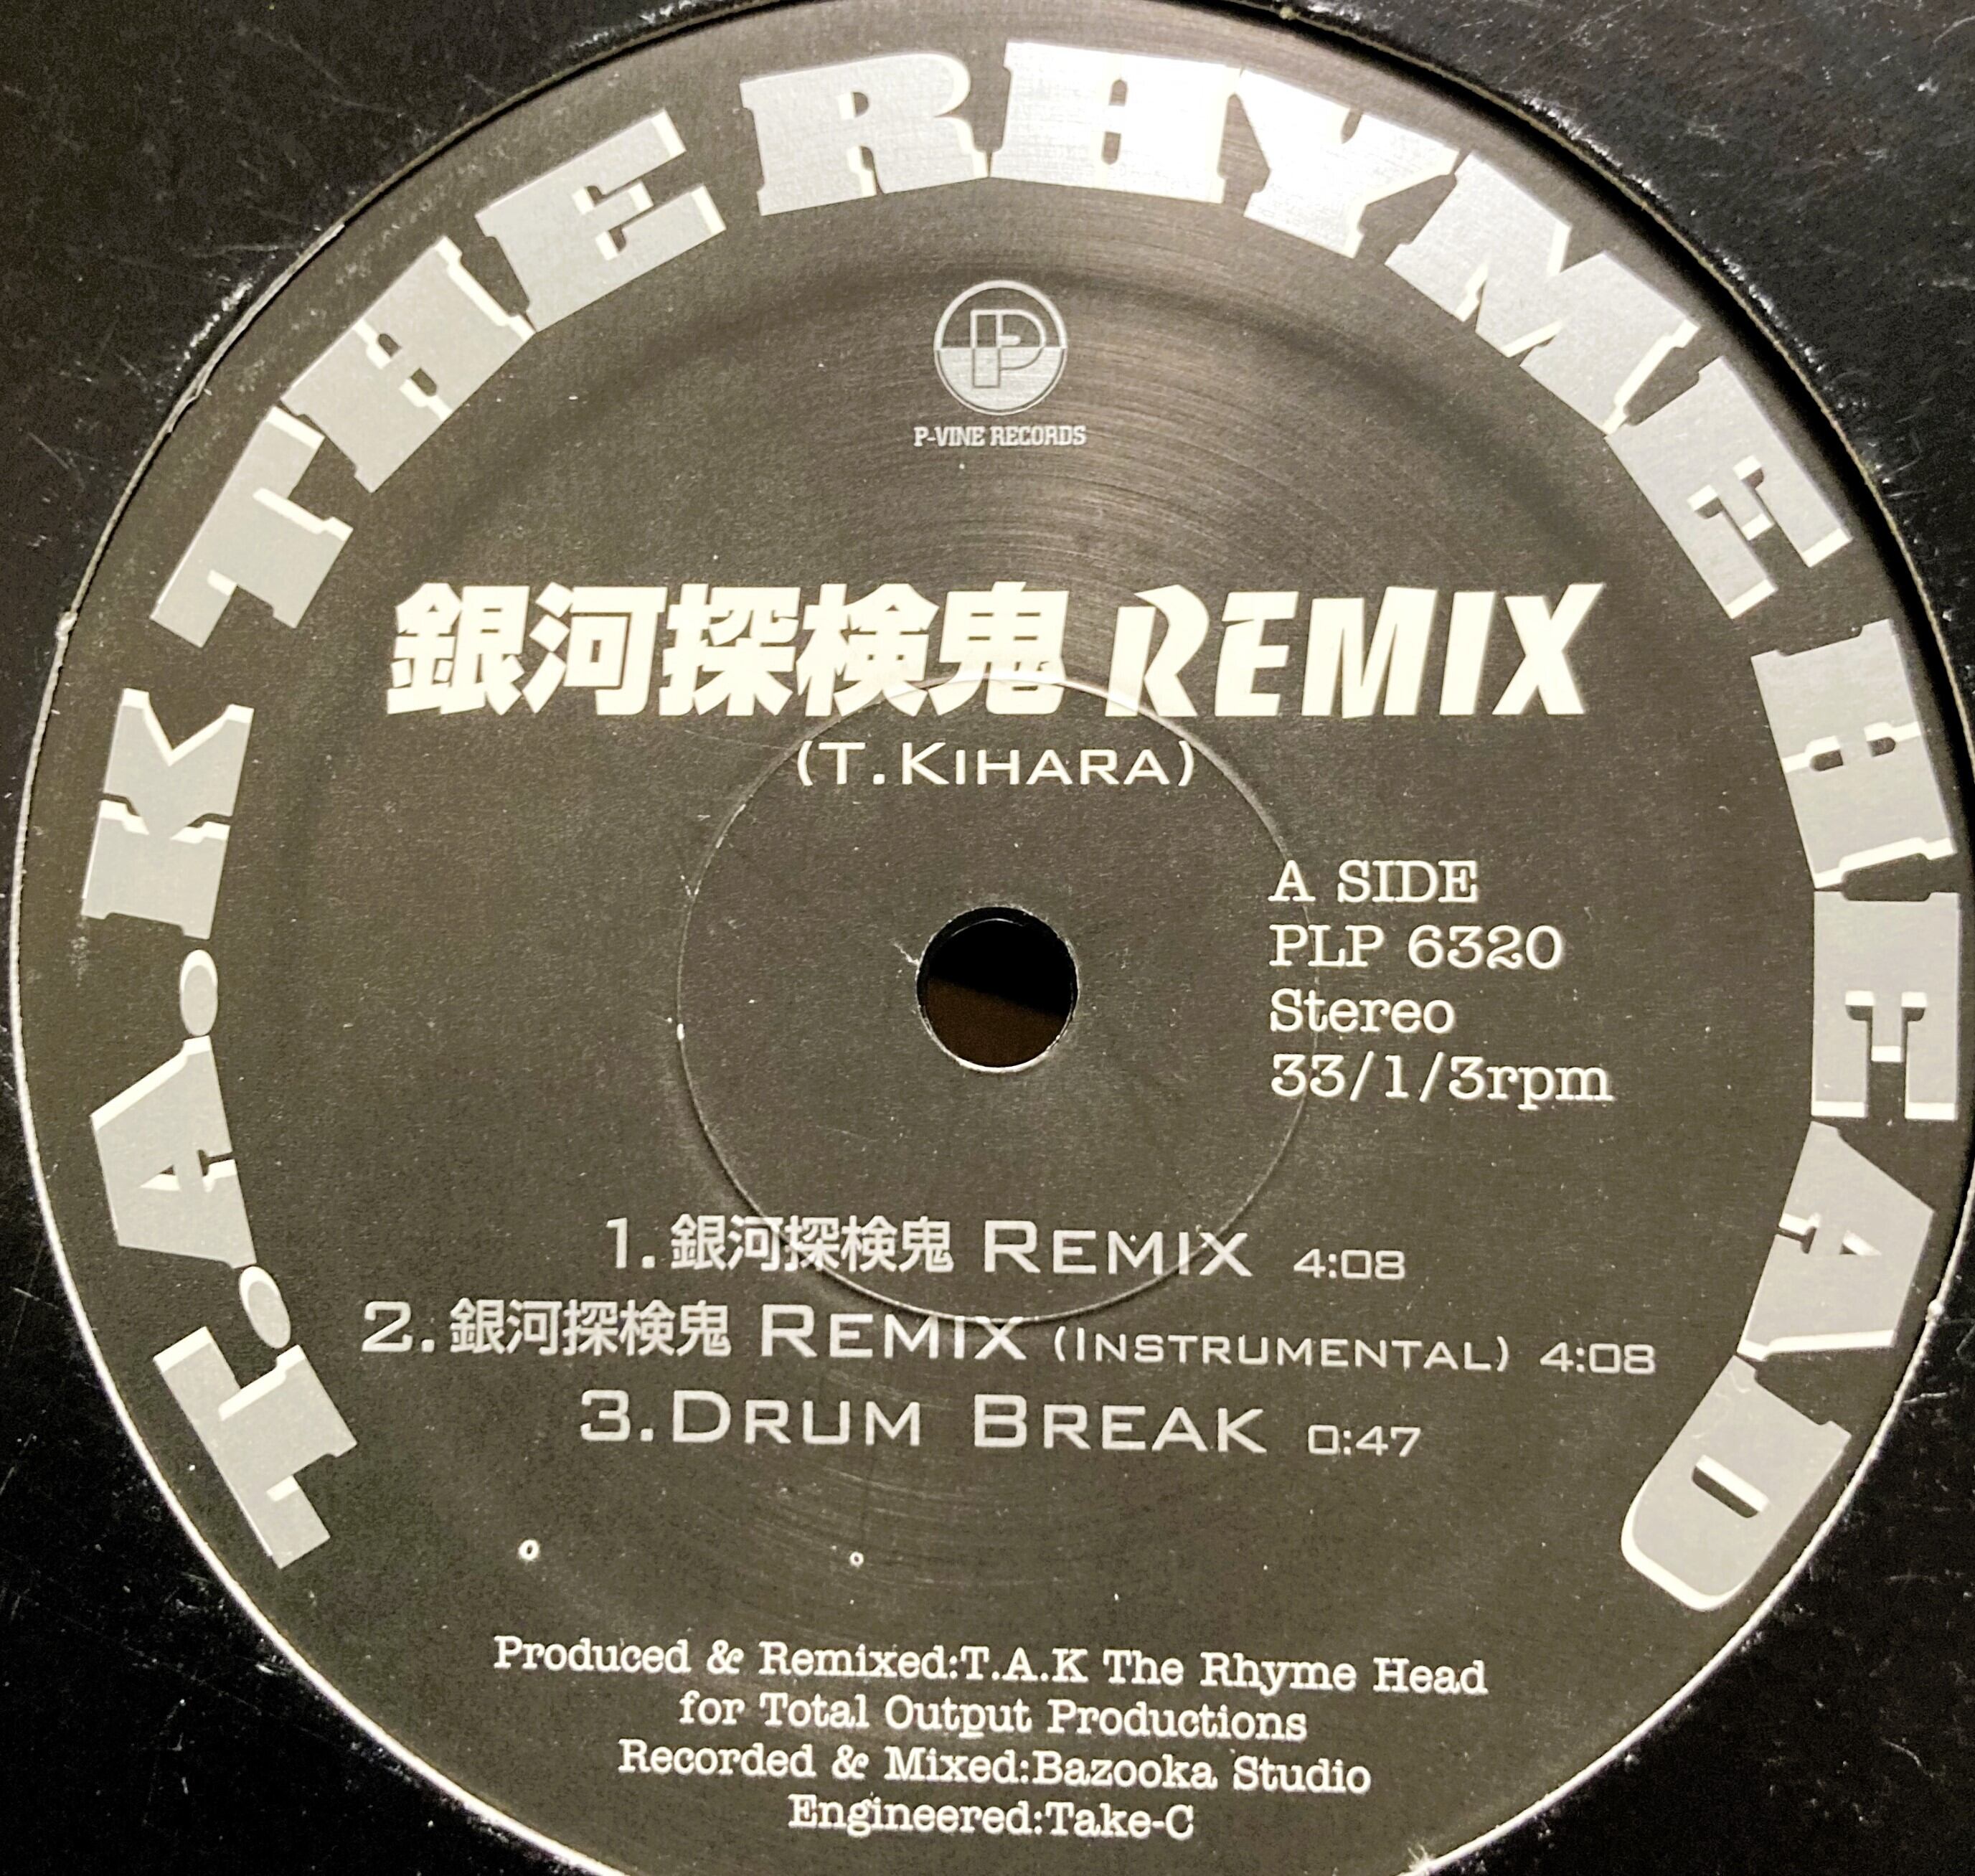 T.A.K THE RHYME HEAD
P
P-VINE RECORDS
銀河探検鬼 REMIX
(T.KIHARA)
A SIDE
PLP 6320
Stereo
33/1/3rpm
1.銀河探検鬼 REMIX 4:08
2.銀河探検鬼 REMIX (INSTRUMENTAL) 4:08
3.DRUM BREAK 0:47
Produced & Remixed:T.A.K The Rhyme Head
for Total Output Productions
Recorded & Mixed:Bazooka Studio
Engineered:Take-C